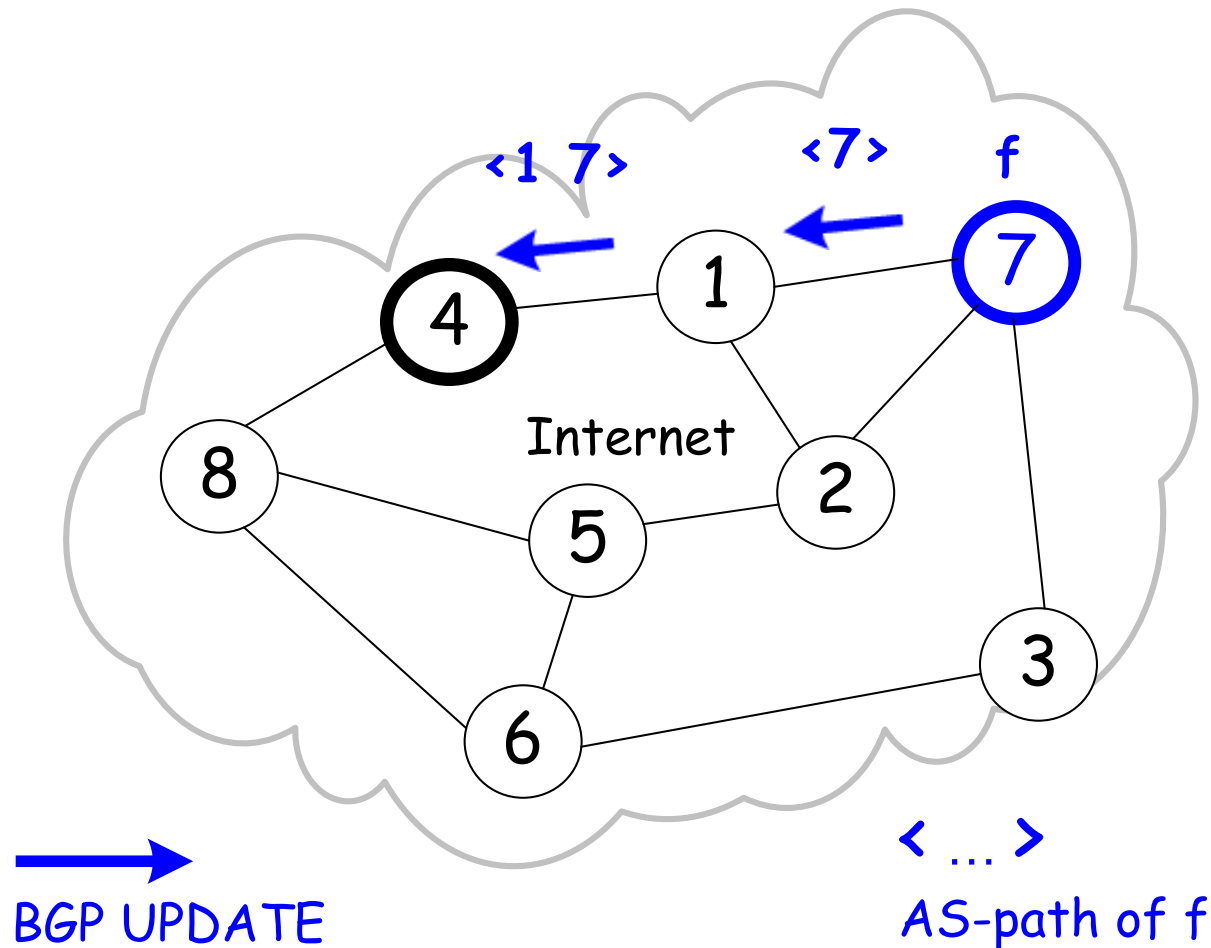 <1 7>
<7>
f
4
1
7
Internet
8
5
2
3
6
< ... >
BGP UPDATE
AS-path of f